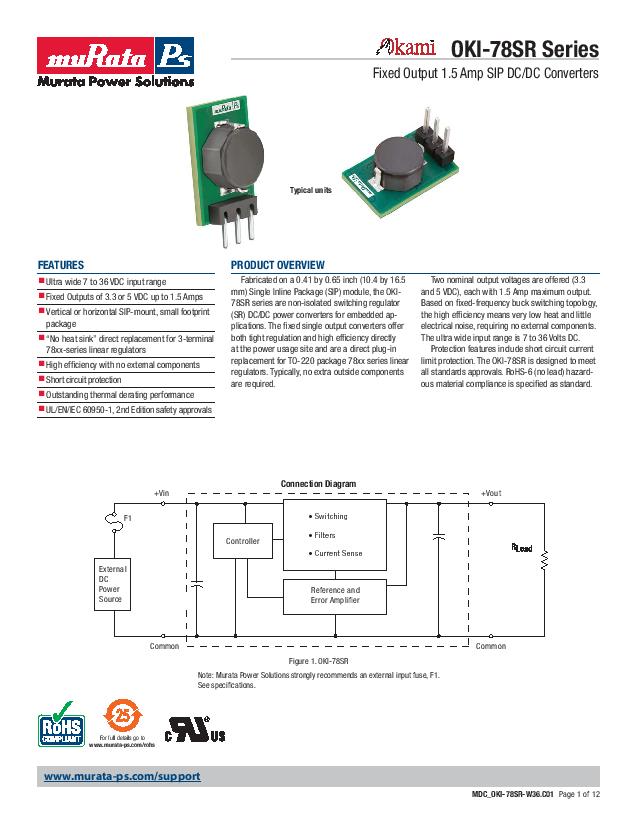 muRata Ps
Murata Power Solutions
Okami OKI-78SR Series
Fixed Output 1.5 Amp SIP DC/DC Converters
muRata Ps
Typical units
FEATURES
Ultra wide 7 to 36 VDC input range
Fixed Outputs of 3.3 or 5 VDC up to 1.5 Amps
Vertical or horizontal SIP-mount, small footprint
package
“No heat sink” direct replacement for 3-terminal
78xx-series linear regulators
High efficiency with no external components
Short circuit protection
Outstanding thermal derating performance
UL/EN/IEC 60950-1, 2nd Edition safety approvals
PRODUCT OVERVIEW
Fabricated on a 0.41 by 0.65 inch (10.4 by 16.5
mm) Single Inline Package (SIP) module, the OKI-
78SR series are non-isolated switching regulator
(SR) DC/DC power converters for embedded ap-
plications. The fixed single output converters offer
both tight regulation and high efficiency directly
at the power usage site and are a direct plug-in
replacement for TO-220 package 78xx series linear
regulators. Typically, no extra outside components
are required.
Two nominal output voltages are offered (3.3
and 5 VDC), each with 1.5 Amp maximum output.
Based on fixed-frequency buck switching topology,
the high efficiency means very low heat and little
electrical noise, requiring no external components.
The ultra wide input range is 7 to 36 Volts DC.
Protection features include short circuit current
limit protection. The OKI-78SR is designed to meet
all standards approvals. RoHS-6 (no lead) hazard-
ous material compliance is specified as standard.
Connection Diagram
+Vin
+Vout
F1
• Switching
• Filters
• Current Sense
Controller
RLoad
External
DC
Power
Source
Reference and
Error Amplifier
Common
Common
Figure 1. OKI-78SR
Note: Murata Power Solutions strongly recommends an external input fuse, F1.
See specifications.
RoHS
COMPLIANT
25
For full details go to
www.murata-ps.com/rohs
c RU ® US
www.murata-ps.com/support
MDC_OKI-78SR-W36.C01 Page 1 of 12